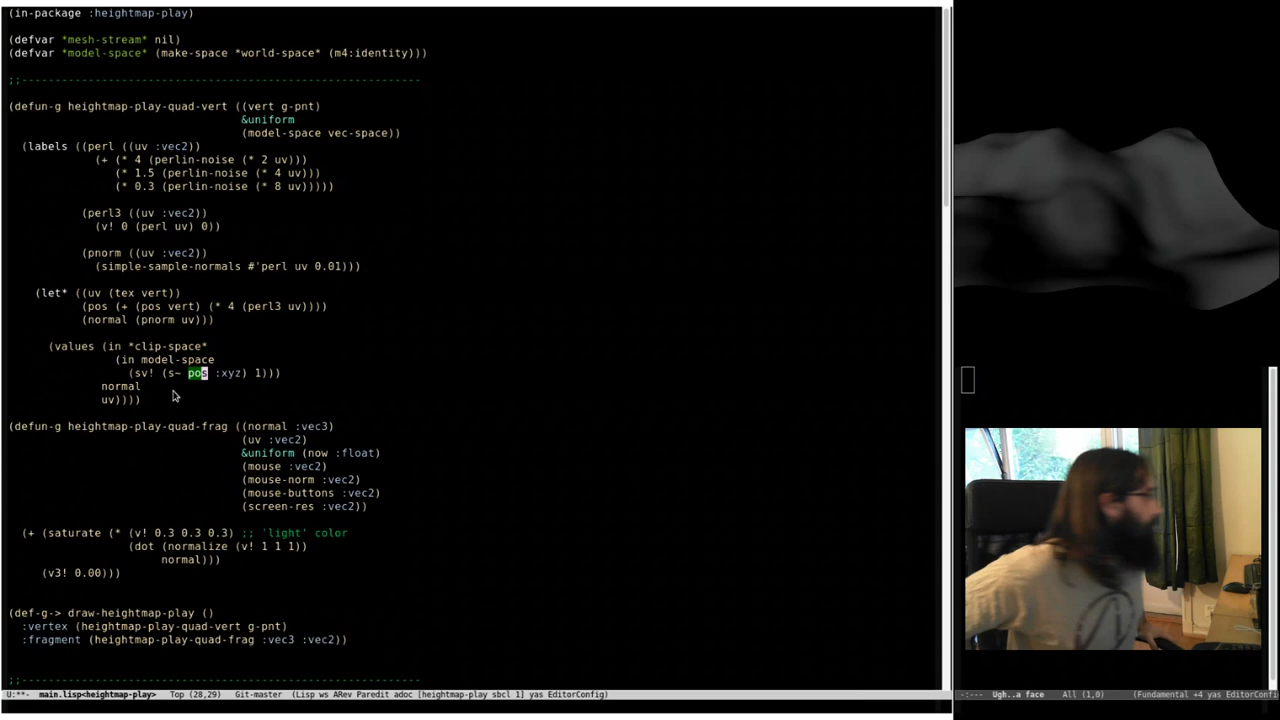 (in-package :heightmap-play)
(defvar *mesh-stream* nil)
(defvar *model-space* (make-space *world-space* (m4:identity)))
;;------------------------------------------------------------
(defun-g heightmap-play-quad-vert ((vert g-pnt)
&uniform
(model-space vec-space))
(labels ((perl ((uv :vec2))
(+ (* 4 (perlin-noise (* 2 uv)))
(* 1.5 (perlin-noise (* 4 uv)))
(* 0.3 (perlin-noise (* 8 uv)))))
(perl3 ((uv :vec2))
(v! 0 (perl uv) 0))
(pnorm ((uv :vec2))
(simple-sample-normals #'perl uv 0.01)))
(let* ((uv (tex vert))
(pos (+ (pos vert) (* 4 (perl3 uv))))
(normal (pnorm uv)))
(values (in *clip-space*
(in model-space
(sv! (s~ pos :xyz) 1)))
normal
uv))))
(defun-g heightmap-play-quad-frag ((normal :vec3)
(uv :vec2)
&uniform (now :float)
(mouse :vec2)
(mouse-norm :vec2)
(mouse-buttons :vec2)
(screen-res :vec2))
(+ (saturate (* (v! 0.3 0.3 0.3) ;; 'light' color
(dot (normalize (v! 1 1 1))
normal)))
(v3! 0.00)))
(def-g-> draw-heightmap-play ()
:vertex (heightmap-play-quad-vert g-pnt)
:fragment (heightmap-play-quad-frag :vec3 :vec2))
;;------------------------------------------------------------
U:**- main.lisp<heightmap-play> Top (28,29) Git-master (Lisp ws ARev Paredit adoc [heightmap-play sbcl 1] yas EditorConfig)
-:--- Ugh..a face All (1,0) (Fundamental +4 yas EditorConfi